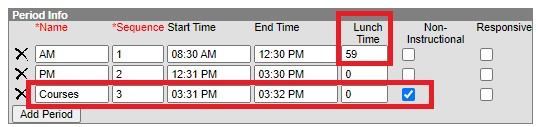 Period Info
*Name *Sequence Start Time End Time Lunch Time Non-Instructional Responsive
AM 1 08:30 AM 12:30 PM 59
PM 2 12:31 PM 03:30 PM 0
Courses 3 03:31 PM 03:32 PM 0
Add Period